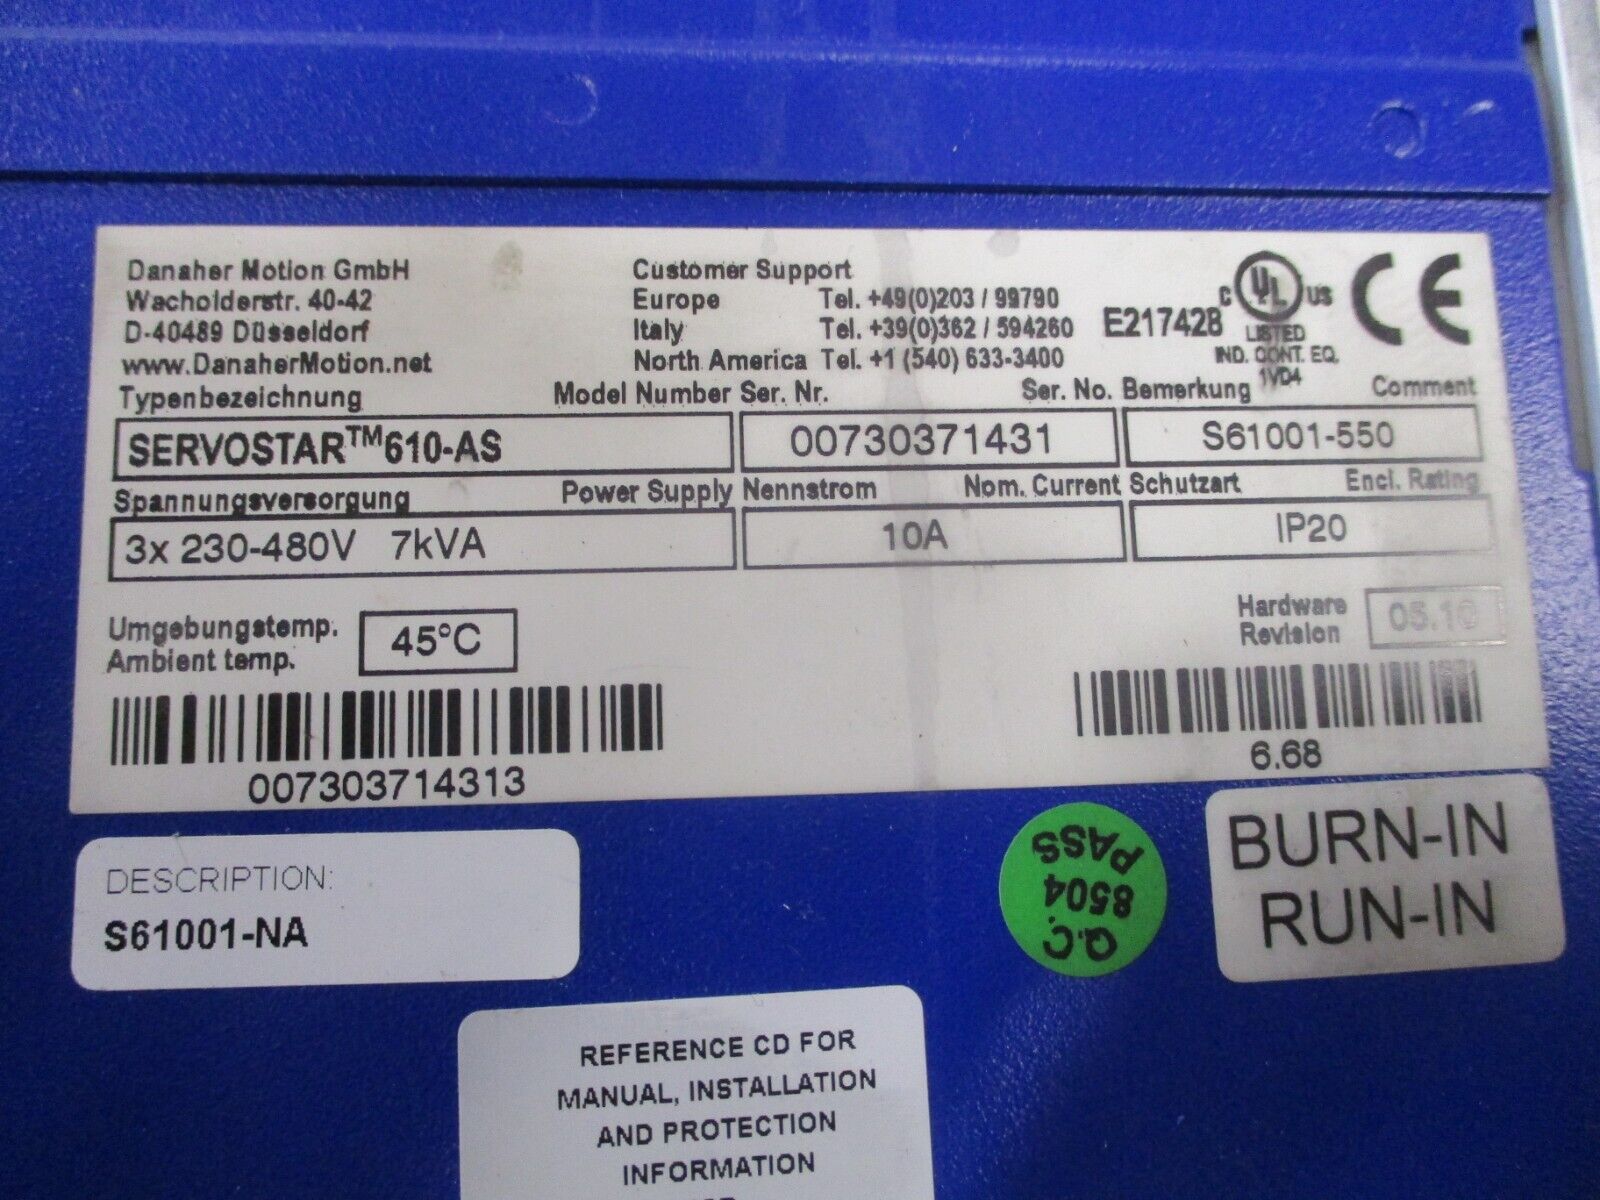 Danaher Motion GmbH
Wacholderstr. 40-42
D-40489 Düsseldorf
www.DanaherMotion.net
Customer Support
Europe Tel. +49(0)203 / 99790
Italy Tel. +39(0)362 / 594260
North America Tel. +1 (540) 633-3400
E217428
C UL US
LISTED
IND. CONT. EQ.
1VD4
CE
Typenbezeichnung Model Number Ser. Nr. Ser. No. Bemerkung Comment
SERVOSTAR™610-AS 00730371431 S61001-550
Spannungsversorgung Power Supply Nennstrom Nom. Current Schutzart Encl. Rating
3x 230-480V 7kVA 10A IP20
Umgebungstemp.
Ambient temp.
45°C
Hardware
Revision
05.10
007303714313
6.68
DESCRIPTION:
S61001-NA
Q.C.
8504
PASS
BURN-IN
RUN-IN
REFERENCE CD FOR
MANUAL, INSTALLATION
AND PROTECTION
INFORMATION